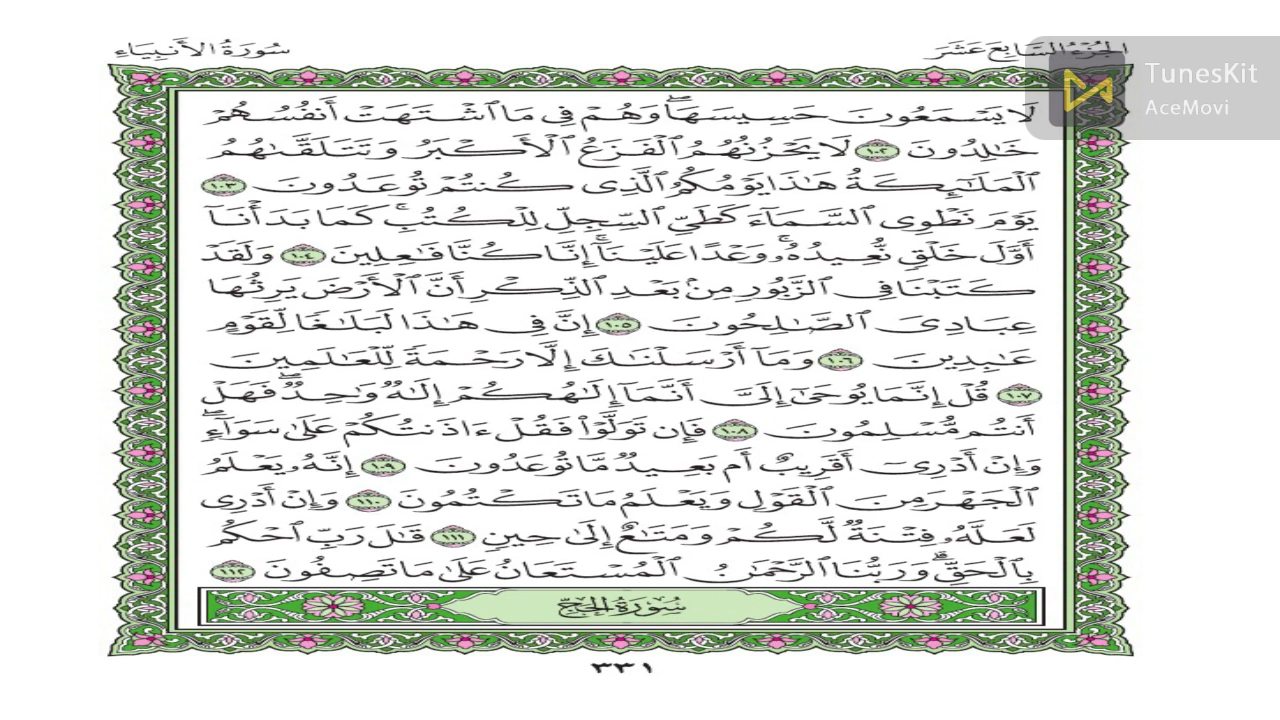 سُورَةُ الأَنبِيَاءِ
الجُزْءُ السَّابِعَ عَشَرَ
TunesKit
AceMovi
لَا يَسْمَعُونَ حَسِيسَهَا ۖ وَهُمْ فِي مَا ٱشْتَهَتْ أَنفُسُهُمْ
خَٰلِدُونَ ١٠٢ لَا يَحْزُنُهُمُ ٱلْفَزَعُ ٱلْأَكْبَرُ وَتَتَلَقَّىٰهُمُ
ٱلْمَلَٰٓئِكَةُ هَٰذَا يَوْمُكُمُ ٱلَّذِى كُنتُمْ تُوعَدُونَ ١٠٣
يَوْمَ نَطْوِى ٱلسَّمَآءَ كَطَىِّ ٱلسِّجِلِّ لِلْكُتُبِ ۚ كَمَا بَدَأْنَآ
أَوَّلَ خَلْقٍ نُّعِيدُهُۥ ۚ وَعْدًا عَلَيْنَآ ۚ إِنَّا كُنَّا فَٰعِلِينَ ١٠٤ وَلَقَدْ
كَتَبْنَا فِى ٱلزَّبُورِ مِنۢ بَعْدِ ٱلذِّكْرِ أَنَّ ٱلْأَرْضَ يَرِثُهَا
عِبَادِىَ ٱلصَّٰلِحُونَ ١٠٥ إِنَّ فِى هَٰذَا لَبَلَٰغًا لِّقَوْمٍ
عَٰبِدِينَ ١٠٦ وَمَآ أَرْسَلْنَٰكَ إِلَّا رَحْمَةً لِّلْعَٰلَمِينَ
١٠٧ قُلْ إِنَّمَا يُوحَىٰٓ إِلَىَّ أَنَّمَآ إِلَٰهُكُمْ إِلَٰهٌ وَٰحِدٌ ۖ فَهَلْ
أَنتُم مُّسْلِمُونَ ١٠٨ فَإِن تَوَلَّوْا۟ فَقُلْ ءَاذَنتُكُمْ عَلَىٰ سَوَآءٍ ۖ
وَإِنْ أَدْرِىٓ أَقَرِيبٌ أَم بَعِيدٌ مَّا تُوعَدُونَ ١٠٩ إِنَّهُۥ يَعْلَمُ
ٱلْجَهْرَ مِنَ ٱلْقَوْلِ وَيَعْلَمُ مَا تَكْتُمُونَ ١١٠ وَإِنْ أَدْرِى
لَعَلَّهُۥ فِتْنَةٌ لَّكُمْ وَمَتَٰعٌ إِلَىٰ حِينٍ ١١١ قَٰلَ رَبِّ ٱحْكُم
بِٱلْحَقِّ ۗ وَرَبُّنَا ٱلرَّحْمَٰنُ ٱلْمُسْتَعَانُ عَلَىٰ مَا تَصِفُونَ ١١٢
سُورَةُ الحَجِّ
٣٣١